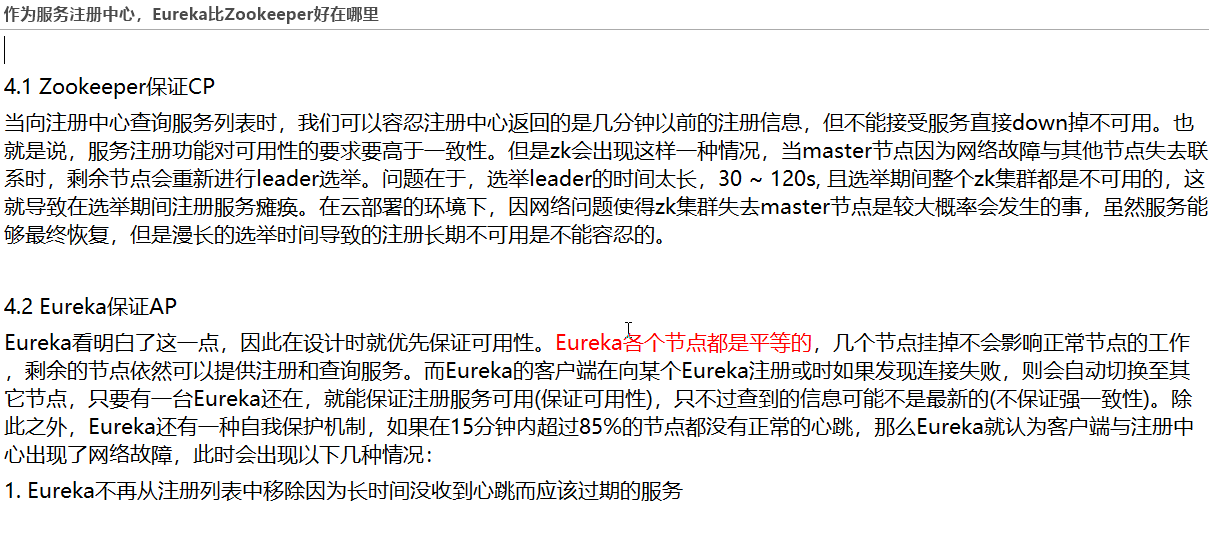 作为服务注册中心，Eureka比Zookeeper好在哪里
4.1 Zookeeper保证CP
当向注册中心查询服务列表时，我们可以容忍注册中心返回的是几分钟以前的注册信息，但不能接受服务直接down掉不可用。也
就是说，服务注册功能对可用性的要求要高于一致性。但是zk会出现这样一种情况，当master节点因为网络故障与其他节点失去联
系时，剩余节点会重新进行leader选举。问题在于，选举leader的时间太长，30 ~ 120s, 且选举期间整个zk集群都是不可用的，这
就导致在选举期间注册服务瘫痪。在云部署的环境下，因网络问题使得zk集群失去master节点是较大概率会发生的事，虽然服务能
够最终恢复，但是漫长的选举时间导致的注册长期不可用是不能容忍的。
4.2 Eureka保证AP
Eureka看明白了这一点，因此在设计时就优先保证可用性。Eureka各个节点都是平等的，几个节点挂掉不会影响正常节点的工作
，剩余的节点依然可以提供注册和查询服务。而Eureka的客户端在向某个Eureka注册或时如果发现连接失败，则会自动切换至其
它节点，只要有一台Eureka还在，就能保证注册服务可用(保证可用性)，只不过查到的信息可能不是最新的(不保证强一致性)。除
此之外，Eureka还有一种自我保护机制，如果在15分钟内超过85%的节点都没有正常的心跳，那么Eureka就认为客户端与注册中
心出现了网络故障，此时会出现以下几种情况：
1. Eureka不再从注册列表中移除因为长时间没收到心跳而应该过期的服务